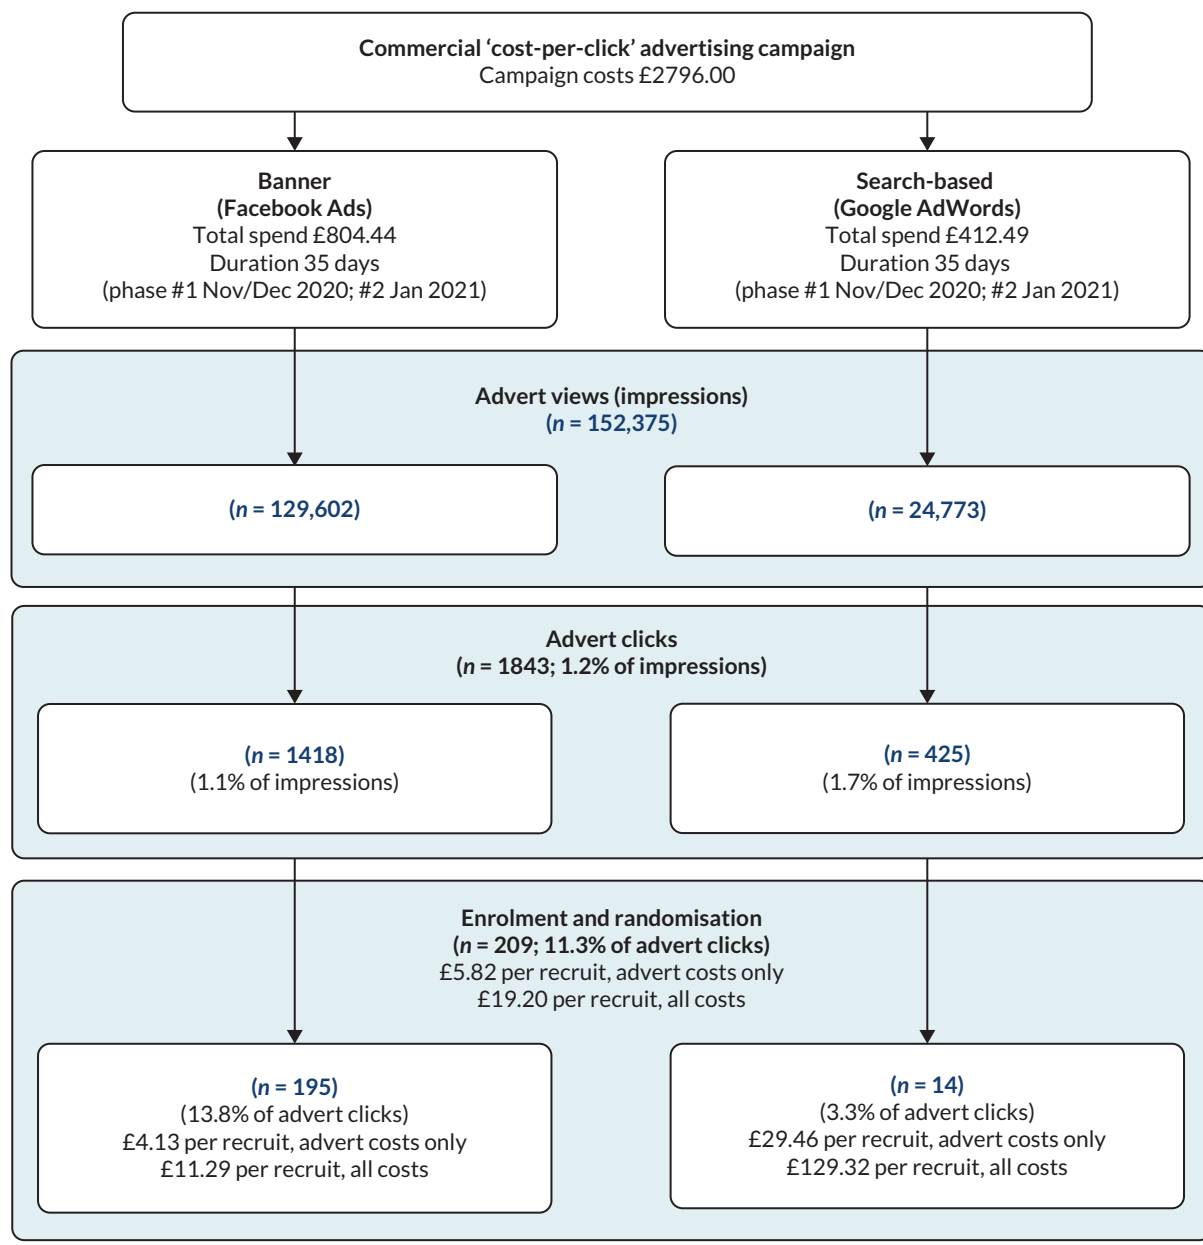 Commercial ‘cost-per-click’ advertising campaign
Campaign costs £2796.00
Banner
(Facebook Ads)
Total spend £804.44
Duration 35 days
(phase #1 Nov/Dec 2020; #2 Jan 2021)
Search-based
(Google AdWords)
Total spend £412.49
Duration 35 days
(phase #1 Nov/Dec 2020; #2 Jan 2021)
Advert views (impressions)
(n = 152,375)
(n = 129,602)
(n = 24,773)
Advert clicks
(n = 1843; 1.2% of impressions)
(n = 1418)
(1.1% of impressions)
(n = 425)
(1.7% of impressions)
Enrolment and randomisation
(n = 209; 11.3% of advert clicks)
£5.82 per recruit, advert costs only
£19.20 per recruit, all costs
(n = 195)
(13.8% of advert clicks)
£4.13 per recruit, advert costs only
£11.29 per recruit, all costs
(n = 14)
(3.3% of advert clicks)
£29.46 per recruit, advert costs only
£129.32 per recruit, all costs